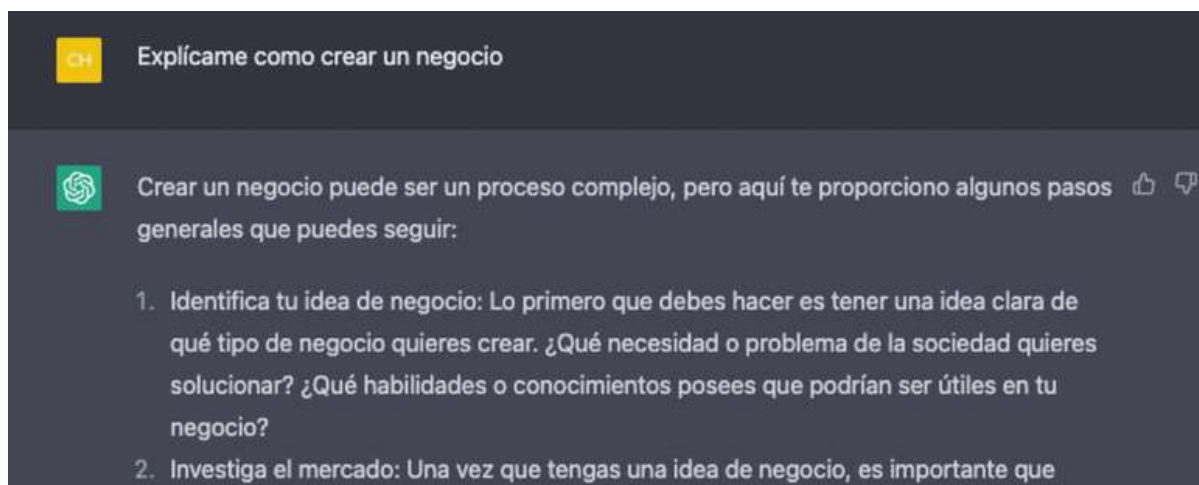 CH
Explícame como crear un negocio
Crear un negocio puede ser un proceso complejo, pero aquí te proporciono algunos pasos
generales que puedes seguir:
1. Identifica tu idea de negocio: Lo primero que debes hacer es tener una idea clara de
qué tipo de negocio quieres crear. ¿Qué necesidad o problema de la sociedad quieres
solucionar? ¿Qué habilidades o conocimientos posees que podrían ser útiles en tu
negocio?
2. Investiga el mercado: Una vez que tengas una idea de negocio, es importante que